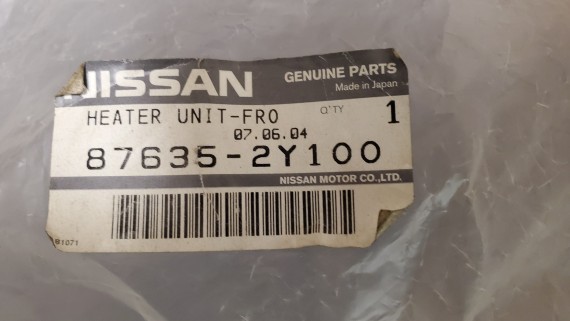 NISSAN GENUINE PARTS
Made in Japan
HEATER UNIT-FRO Q'TY 1
07.06.04
87635-2Y100
NISSAN MOTOR CO.,LTD.
B1071